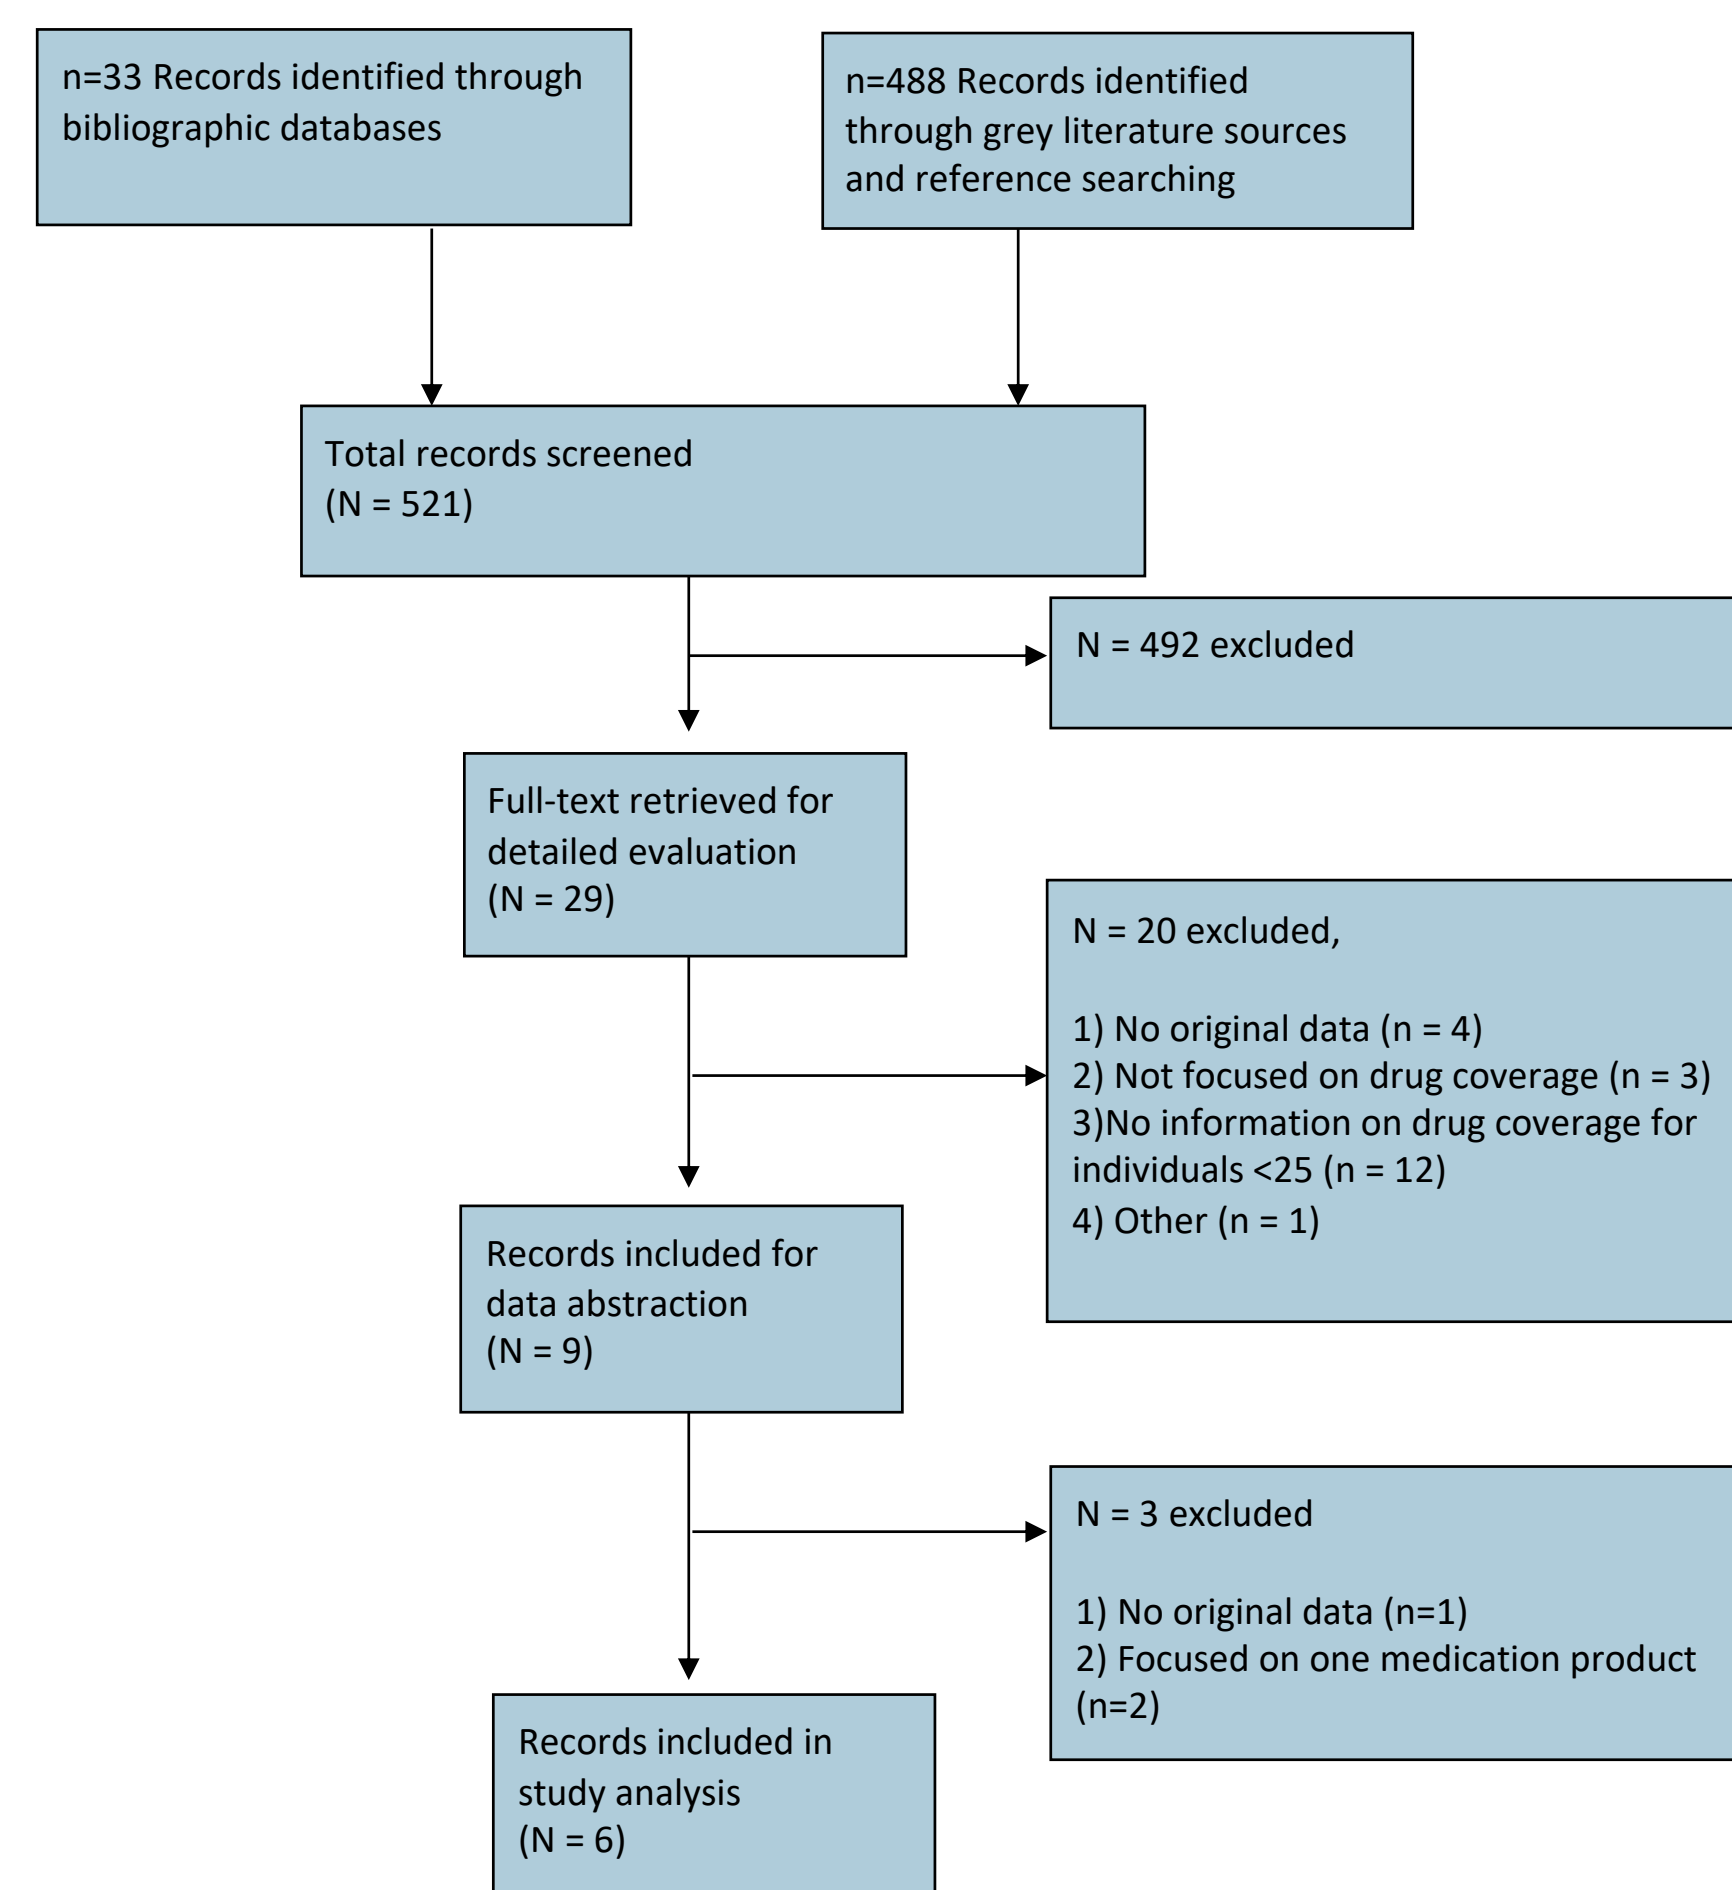 n=33 Records identified through
bibliographic databases
n=488 Records identified
through grey literature sources
and reference searching
Total records screened
(N = 521)
N = 492 excluded
Full-text retrieved for
detailed evaluation
(N = 29)
N = 20 excluded,
1) No original data (n = 4)
2) Not focused on drug coverage (n = 3)
3)No information on drug coverage for
individuals <25 (n = 12)
4) Other (n = 1)
Records included for
data abstraction
(N = 9)
N = 3 excluded
1) No original data (n=1)
2) Focused on one medication product
(n=2)
Records included in
study analysis
(N = 6)